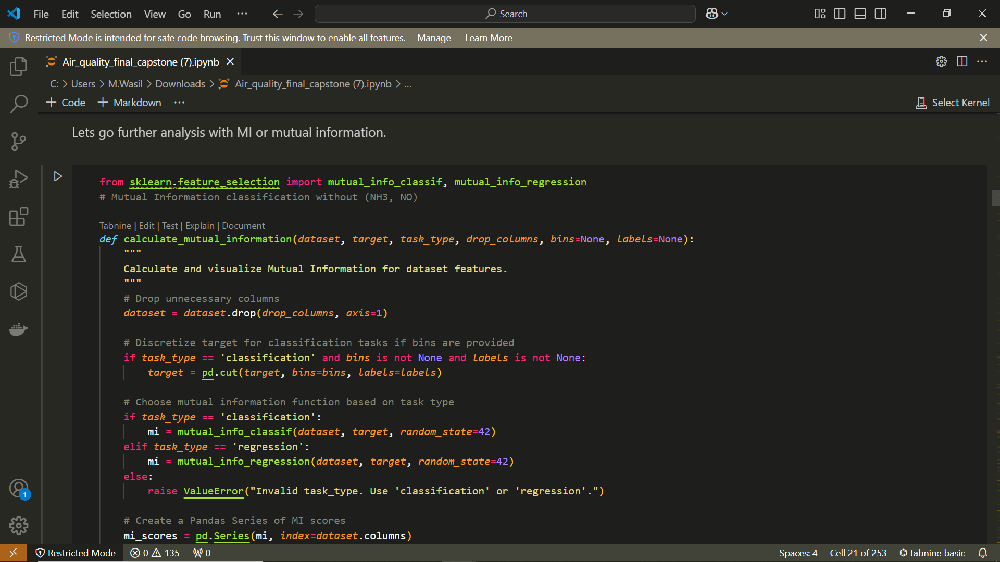 File Edit Selection View Go Run ··· Search
Restricted Mode is intended for safe code browsing. Trust this window to enable all features. Manage Learn More
Air_quality_final_capstone (7).ipynb
C: > Users > M.Wasil > Downloads > Air_quality_final_capstone (7).ipynb > ...
+ Code + Markdown ··· Select Kernel
Lets go further analysis with MI or mutual information.
from sklearn.feature_selection import mutual_info_classif, mutual_info_regression
# Mutual Information classification without (NH3, NO)
Tabnine | Edit | Test | Explain | Document
def calculate_mutual_information(dataset, target, task_type, drop_columns, bins=None, labels=None):
    """
    Calculate and visualize Mutual Information for dataset features.
    """
    # Drop unnecessary columns
    dataset = dataset.drop(drop_columns, axis=1)
    # Discretize target for classification tasks if bins are provided
    if task_type == 'classification' and bins is not None and labels is not None:
        target = pd.cut(target, bins=bins, labels=labels)
    # Choose mutual information function based on task type
    if task_type == 'classification':
        mi = mutual_info_classif(dataset, target, random_state=42)
    elif task_type == 'regression':
        mi = mutual_info_regression(dataset, target, random_state=42)
    else:
        raise ValueError("Invalid task_type. Use 'classification' or 'regression'.")
    # Create a Pandas Series of MI scores
    mi_scores = pd.Series(mi, index=dataset.columns)
1
Restricted Mode 0 135 0 Spaces: 4 Cell 21 of 253 tabnine basic